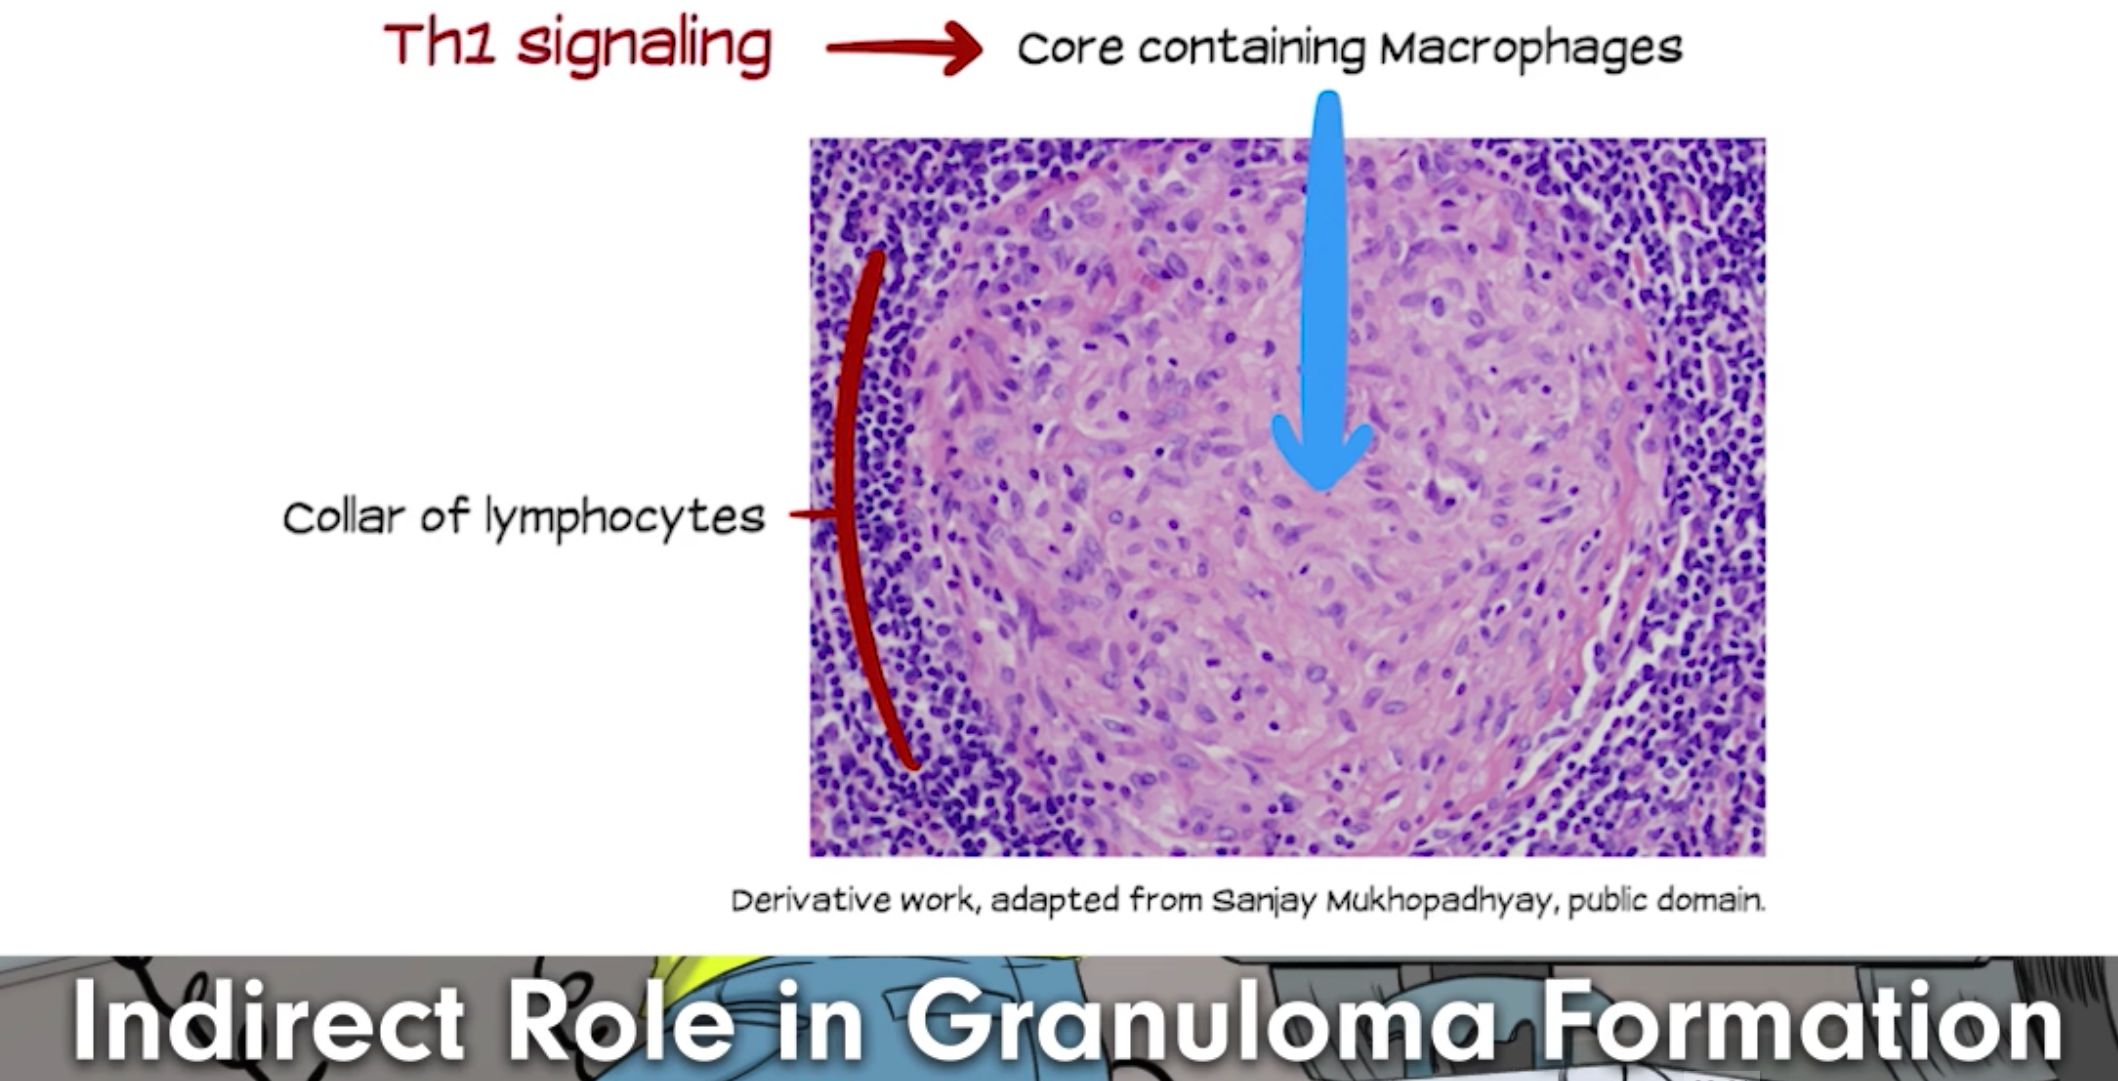 Th1 signaling Core containing Macrophages
Collar of lymphocytes
Derivative work, adapted from Sanjay Mukhopadhyay, public domain.
Indirect Role in Granuloma Formation